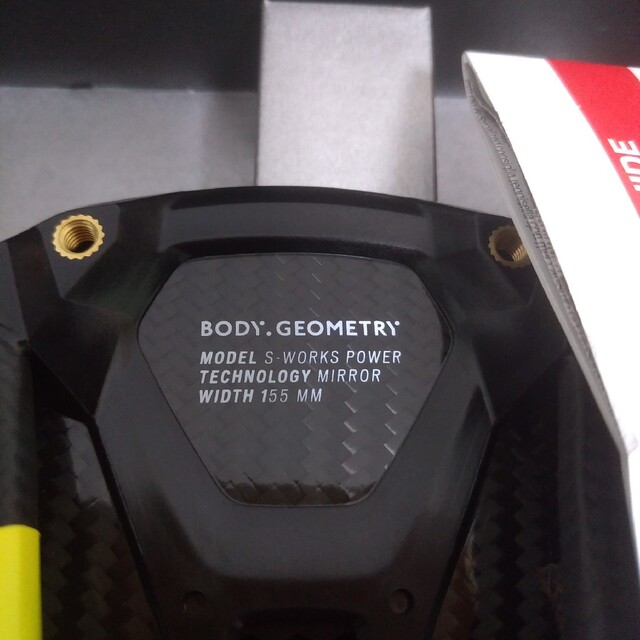 BODY.GEOMETRY
MODEL S-WORKS POWER
TECHNOLOGY MIRROR
WIDTH 155 MM